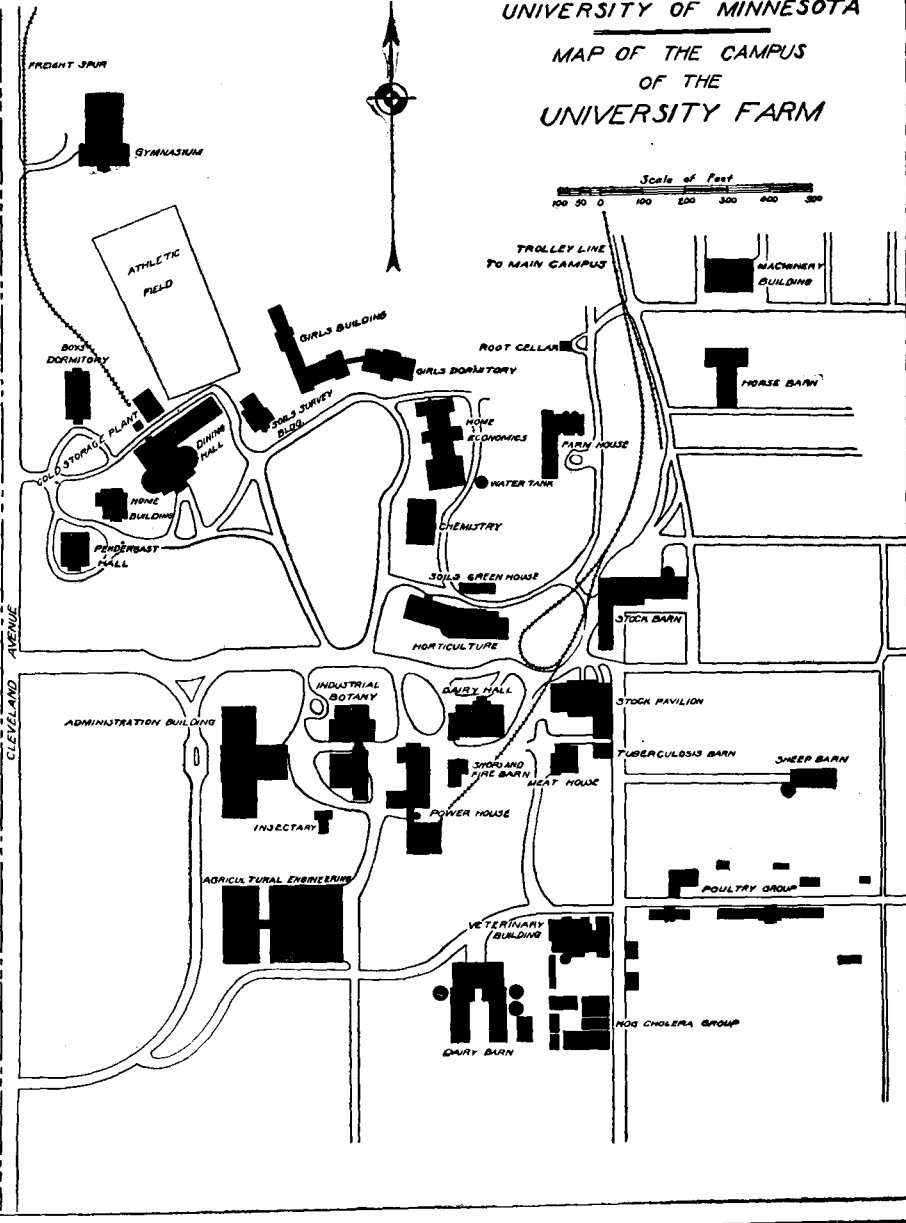 UNIVERSITY OF MINNESOTA
MAP OF THE CAMPUS
OF THE
UNIVERSITY FARM
Scale of Feet
100 50 0 100 200 300 400 500
FREIGHT SPUR
GYMNASIUM
ATHLETIC
FIELD
TROLLEY LINE
TO MAIN CAMPUS
MACHINERY
BUILDING
GIRLS BUILDING
ROOT CELLAR
BOYS
DORMITORY
GIRLS DORMITORY
HORSE BARN
COLD STORAGE PLANT
DINING
HALL
SOILS SURVEY
BLDG.
HOME
ECONOMICS
FARM HOUSE
WATER TANK
HOME
BUILDING
CHEMISTRY
PENDERGAST
HALL
SOILS GREEN HOUSE
STOCK BARN
HORTICULTURE
CLEVELAND AVENUE
INDUSTRIAL
BOTANY
DAIRY HALL
STOCK PAVILION
ADMINISTRATION BUILDING
TUBERCULOSIS BARN
SHEEP BARN
SHOPS AND
FIRE BARN
MEAT HOUSE
POWER HOUSE
INSECTARY
AGRICULTURAL ENGINEERING
POULTRY GROUP
VETERINARY
BUILDING
HOG CHOLERA GROUP
DAIRY BARN